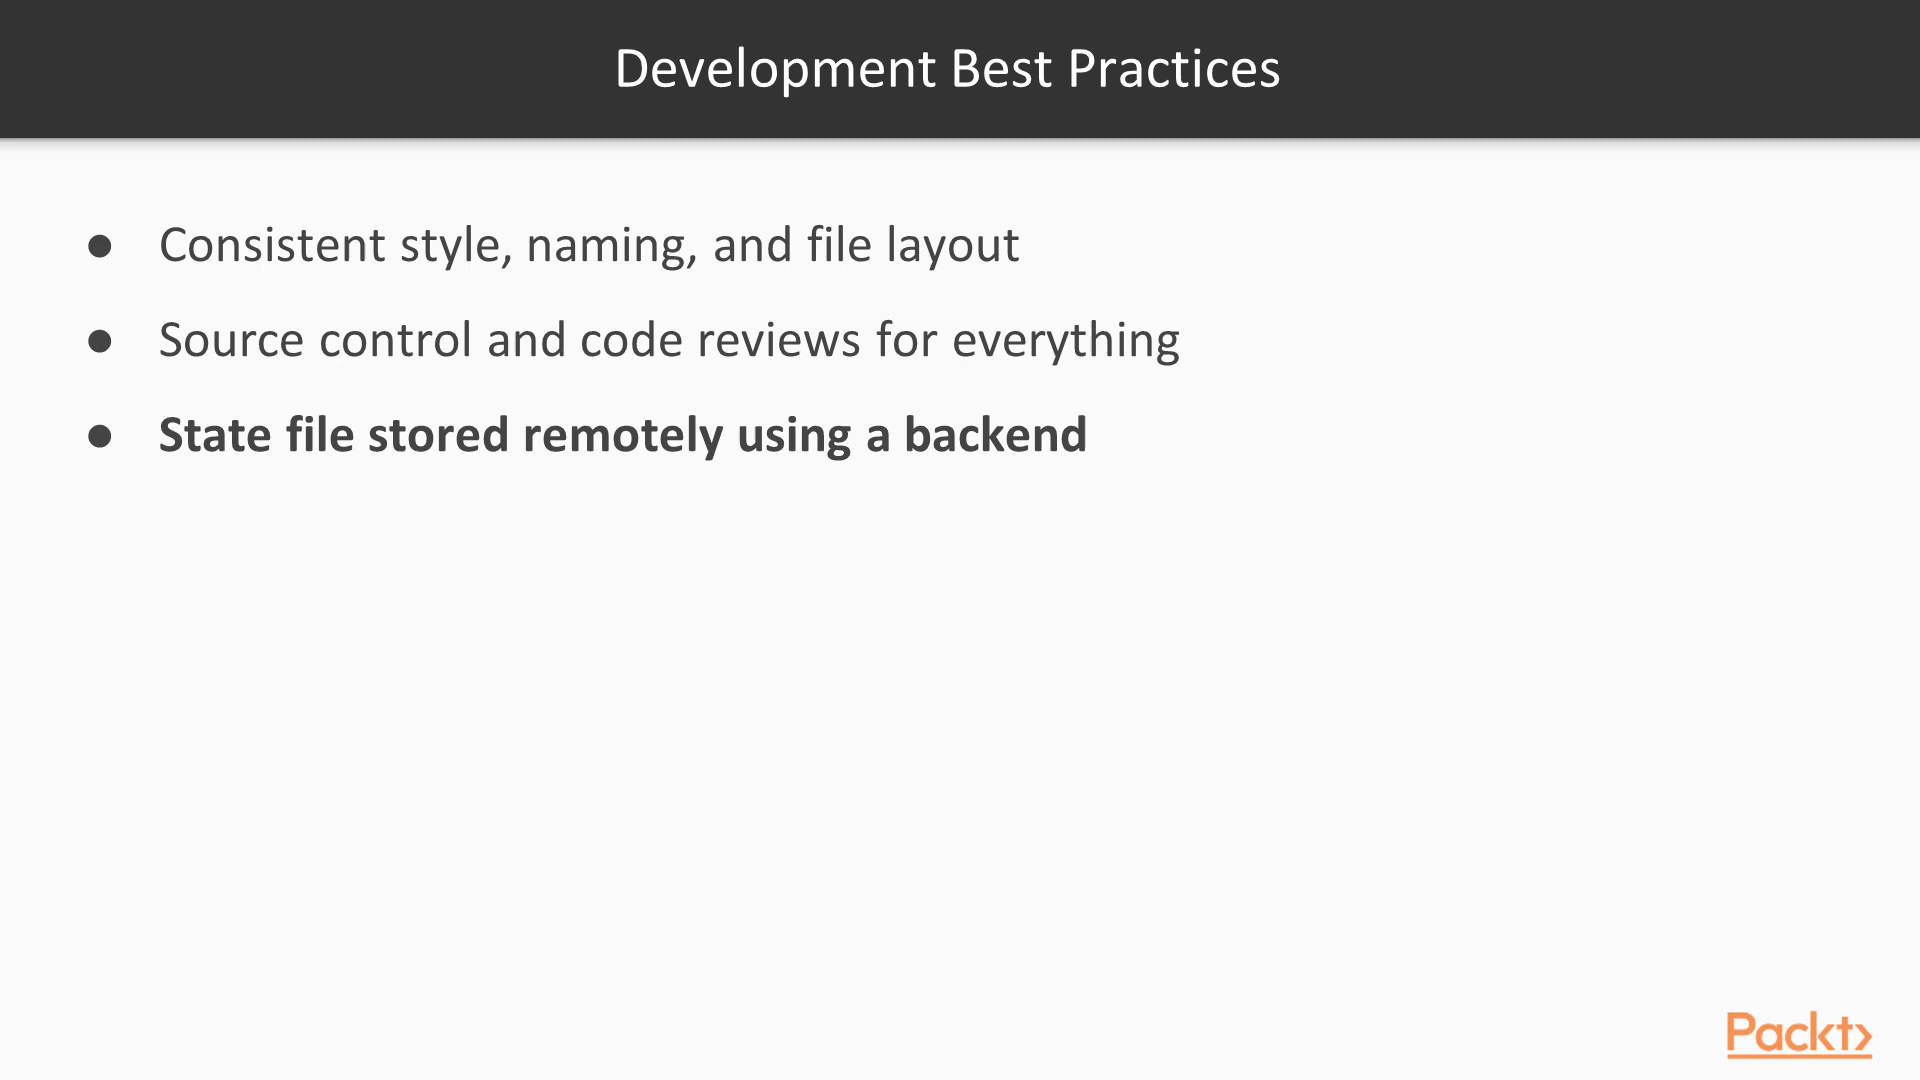 Development Best Practices
● Consistent style, naming, and file layout
● Source control and code reviews for everything
● State file stored remotely using a backend
Packt>